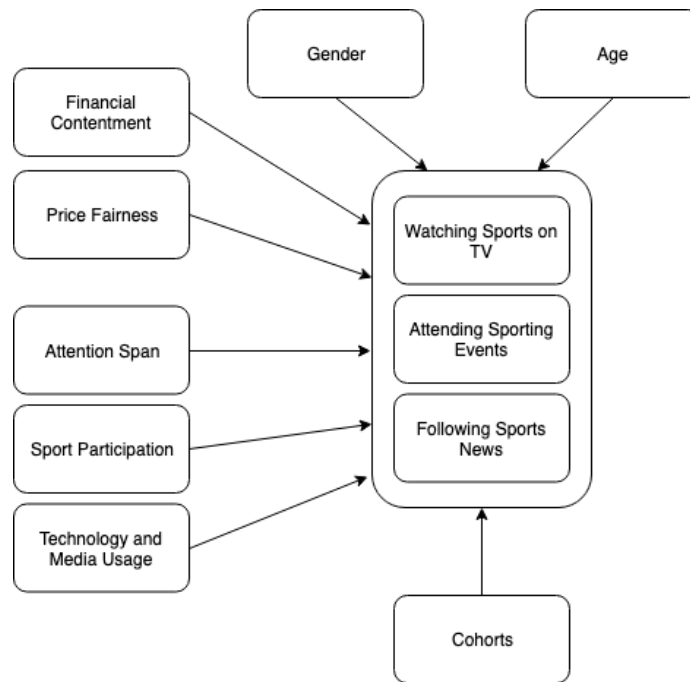 Gender
Age
Financial
Contentment
Price Fairness
Watching Sports on
TV
Attention Span
Attending Sporting
Events
Sport Participation
Following Sports
News
Technology and
Media Usage
Cohorts